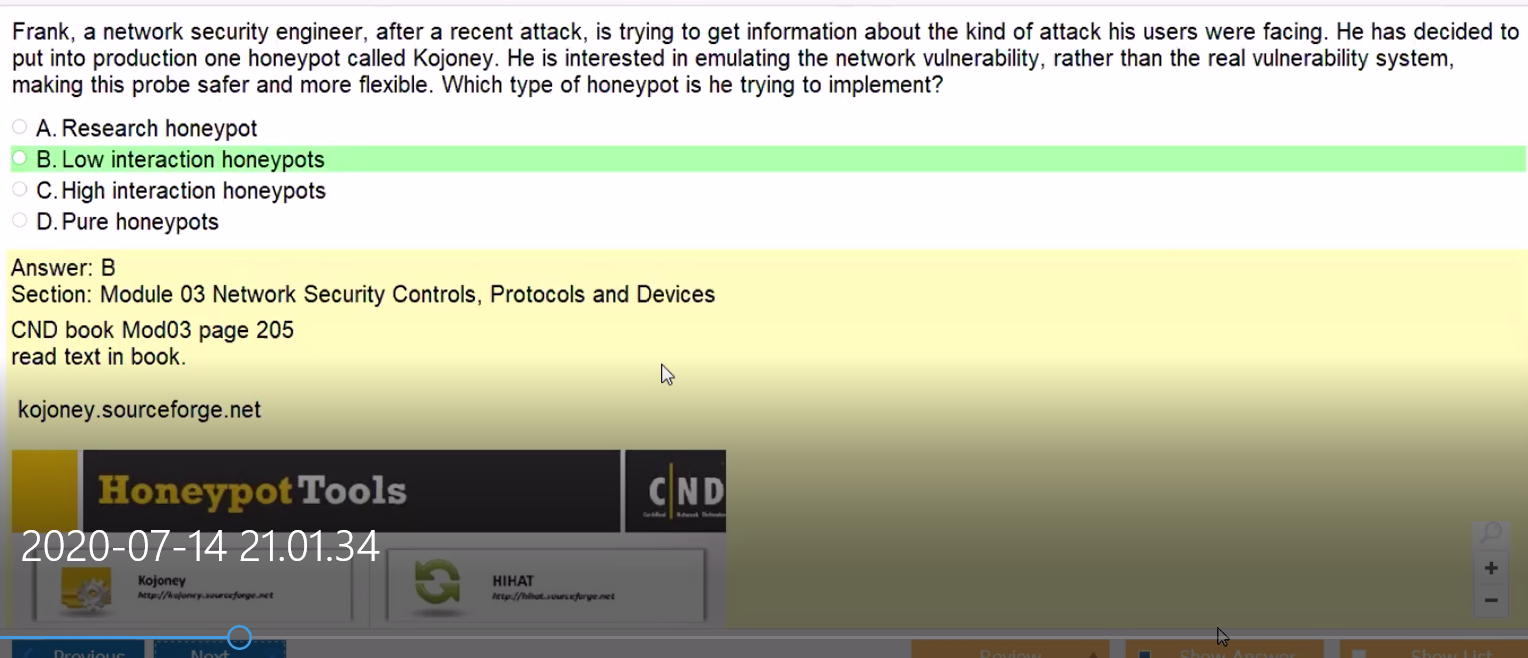 Frank, a network security engineer, after a recent attack, is trying to get information about the kind of attack his users were facing. He has decided to
put into production one honeypot called Kojoney. He is interested in emulating the network vulnerability, rather than the real vulnerability system,
making this probe safer and more flexible. Which type of honeypot is he trying to implement?
A. Research honeypot
B. Low interaction honeypots
C. High interaction honeypots
D. Pure honeypots
Answer: B
Section: Module 03 Network Security Controls, Protocols and Devices
CND book Mod03 page 205
read text in book.
kojoney.sourceforge.net
Honeypot Tools
C|ND
Certified Network Defender
2020-07-14 21.01.34
Kojoney
http://kojoney.sourceforge.net
HIHAT
http://hihat.sourceforge.net
+
−
Previous
Next
Review
Show Answer
Show List